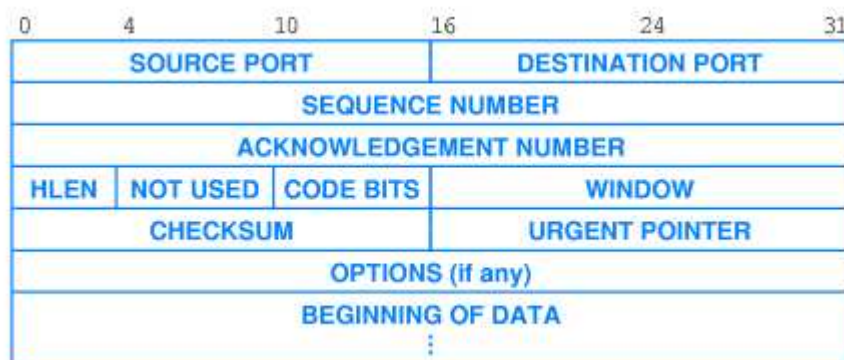 0 4 10 16 24 31
SOURCE PORT DESTINATION PORT
SEQUENCE NUMBER
ACKNOWLEDGEMENT NUMBER
HLEN NOT USED CODE BITS WINDOW
CHECKSUM URGENT POINTER
OPTIONS (if any)
BEGINNING OF DATA
⋮